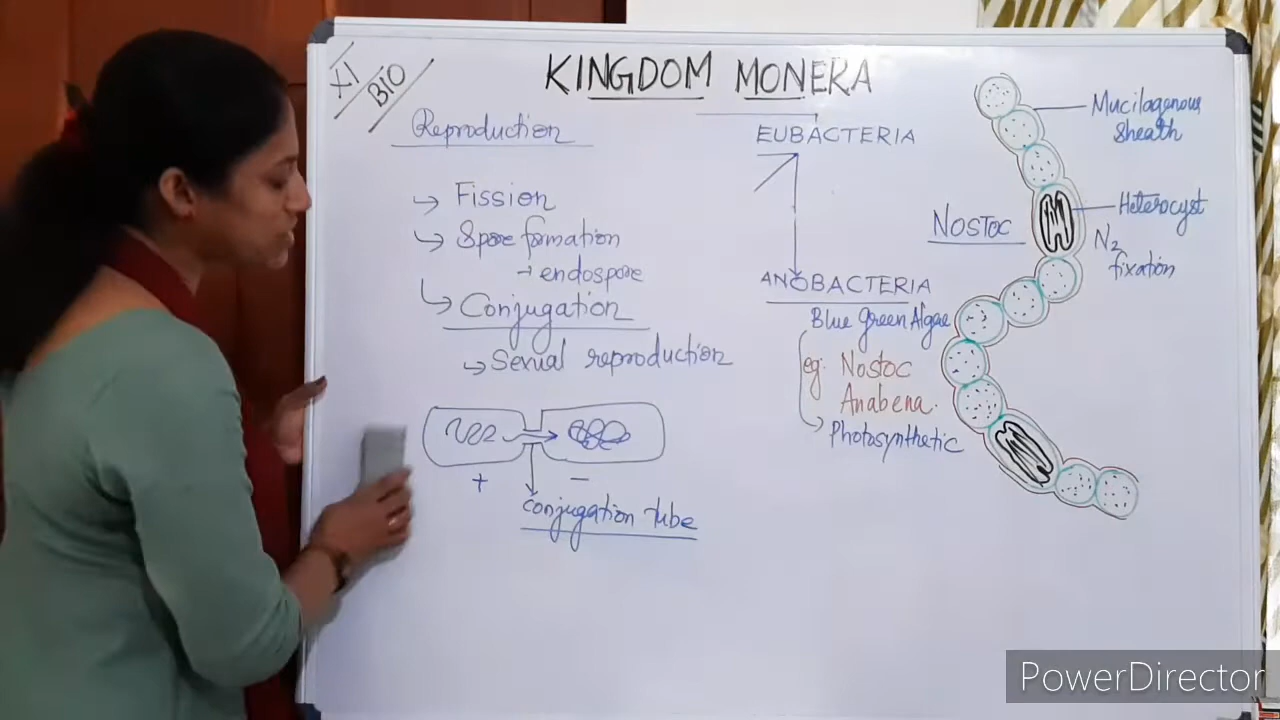 XI
BIO
KINGDOM MONERA
Reproduction
→ Fission
→ Spore formation
→ endospore
→ Conjugation
→ Sexual reproduction
+ −
Conjugation tube
EUBACTERIA
ANOBACTERIA
Blue Green Algae
eg: Nostoc
Anabena.
Photosynthetic
NOSTOC
Mucilagenous
Sheath
Heterocyst
N2
fixation
PowerDirector